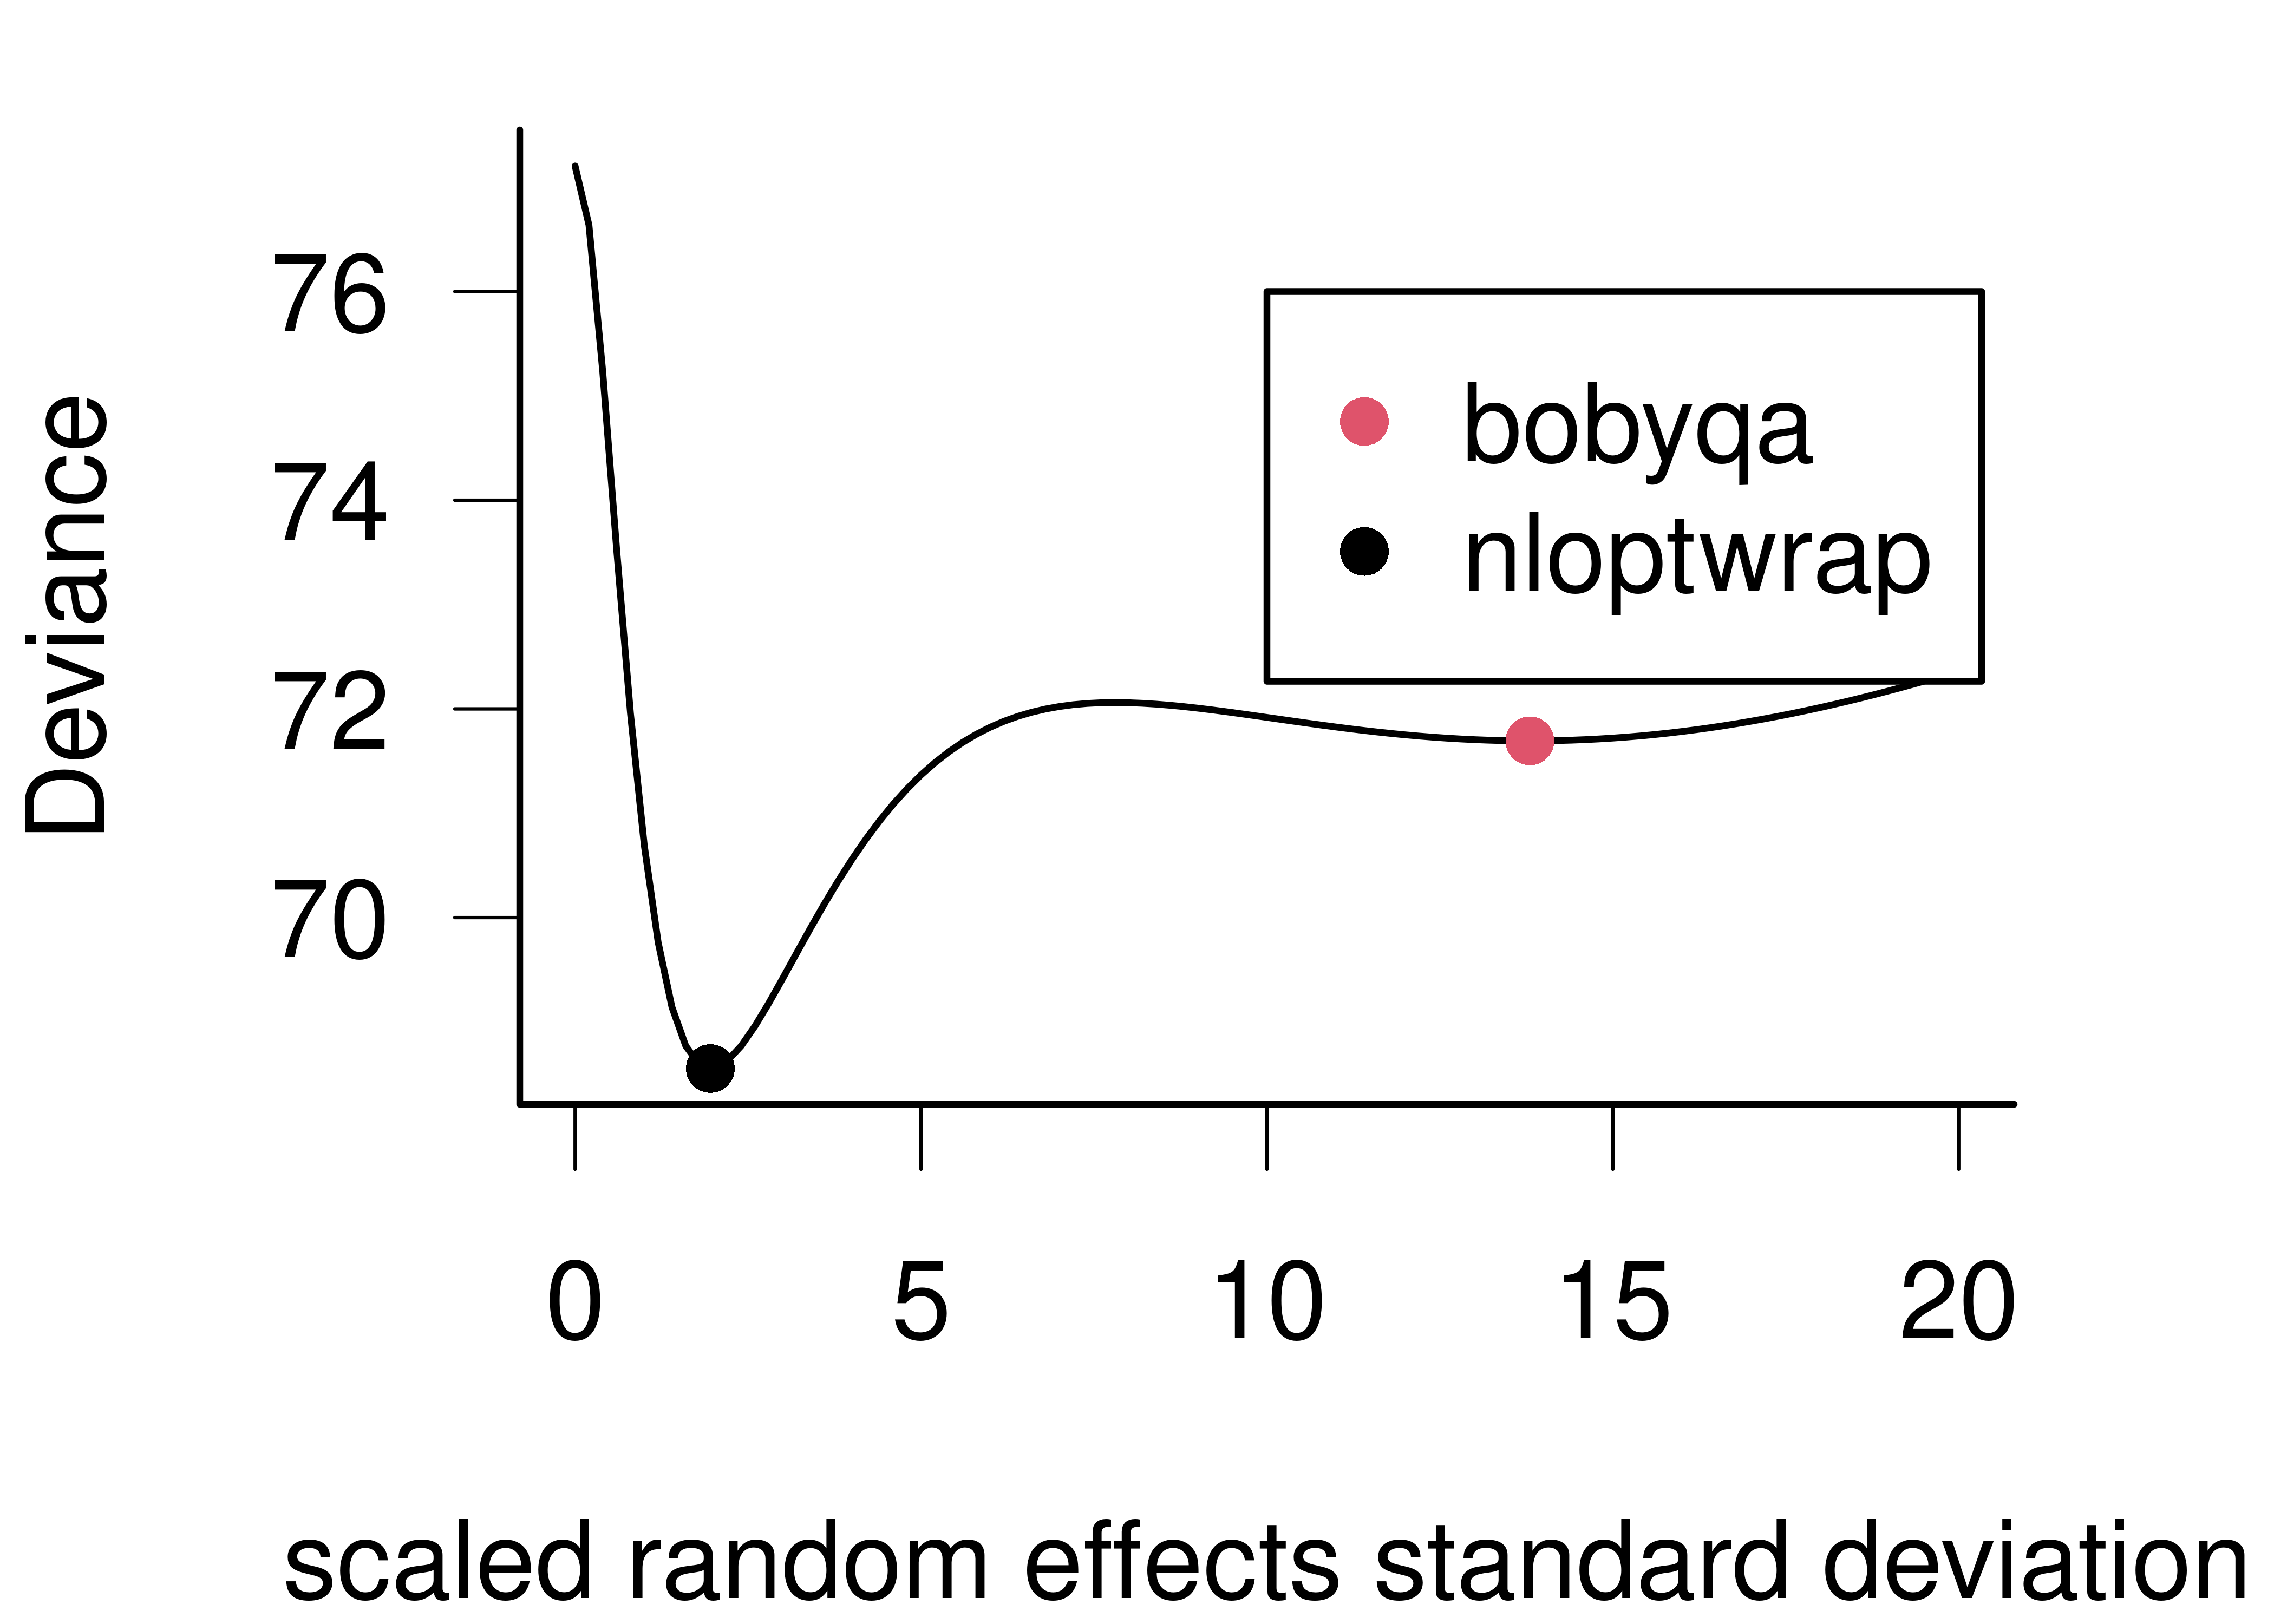 Deviance
76
74
72
70
bobyqa
nloptwrap
0 5 10 15 20
scaled random effects standard deviation